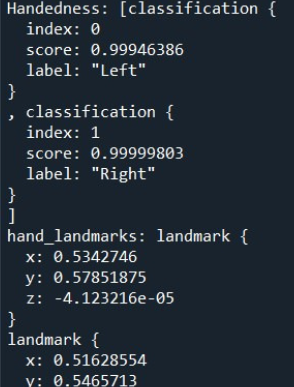 Handedness: [classification {
  index: 0
  score: 0.99946386
  label: "Left"
}
, classification {
  index: 1
  score: 0.99999803
  label: "Right"
}
]
hand_landmarks: landmark {
  x: 0.5342746
  y: 0.57851875
  z: -4.123216e-05
}
landmark {
  x: 0.51628554
  y: 0.5465713